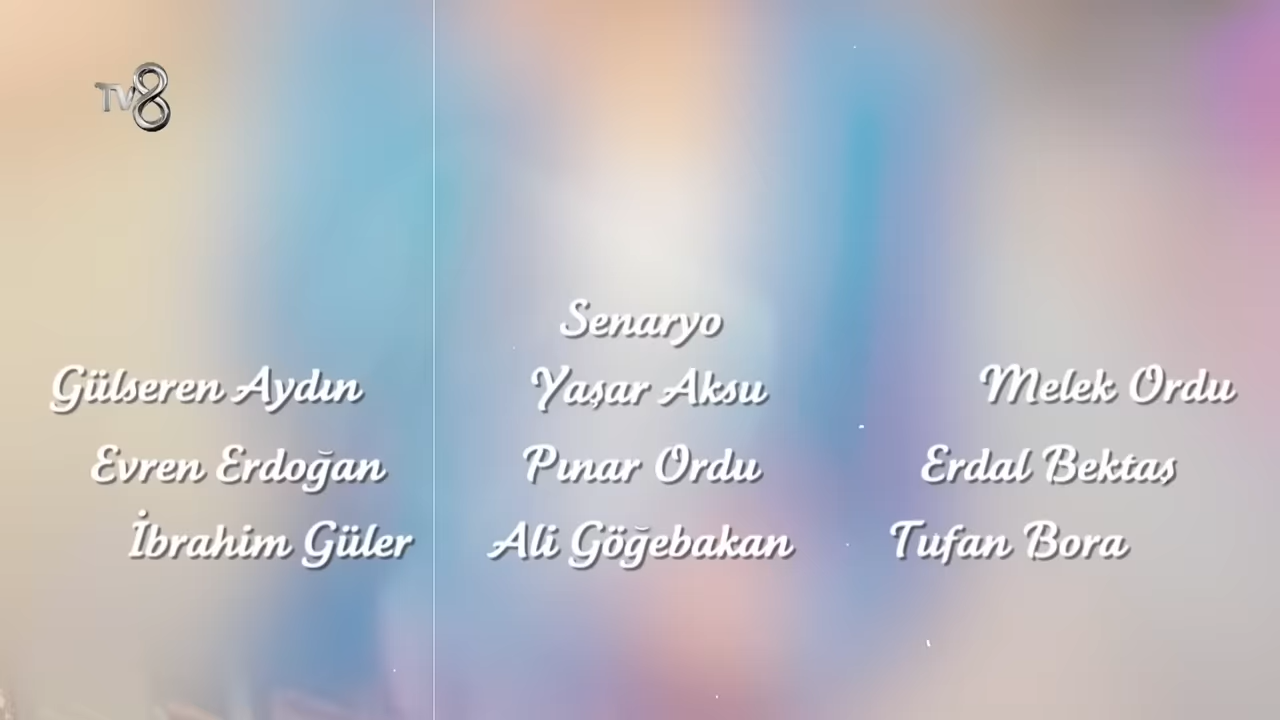 TV8
Senaryo
Gülseren Aydın Yaşar Aksu Melek Ordu
Evren Erdoğan Pınar Ordu Erdal Bektaş
İbrahim Güler Ali Göğebakan Tufan Bora